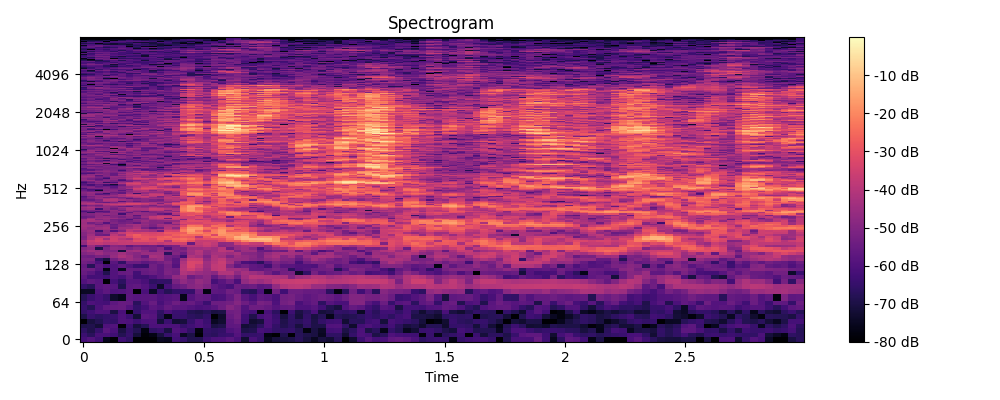 Spectrogram
Hz
4096
2048
1024
512
256
128
64
0
0
0.5
1
1.5
2
2.5
Time
-10 dB
-20 dB
-30 dB
-40 dB
-50 dB
-60 dB
-70 dB
-80 dB